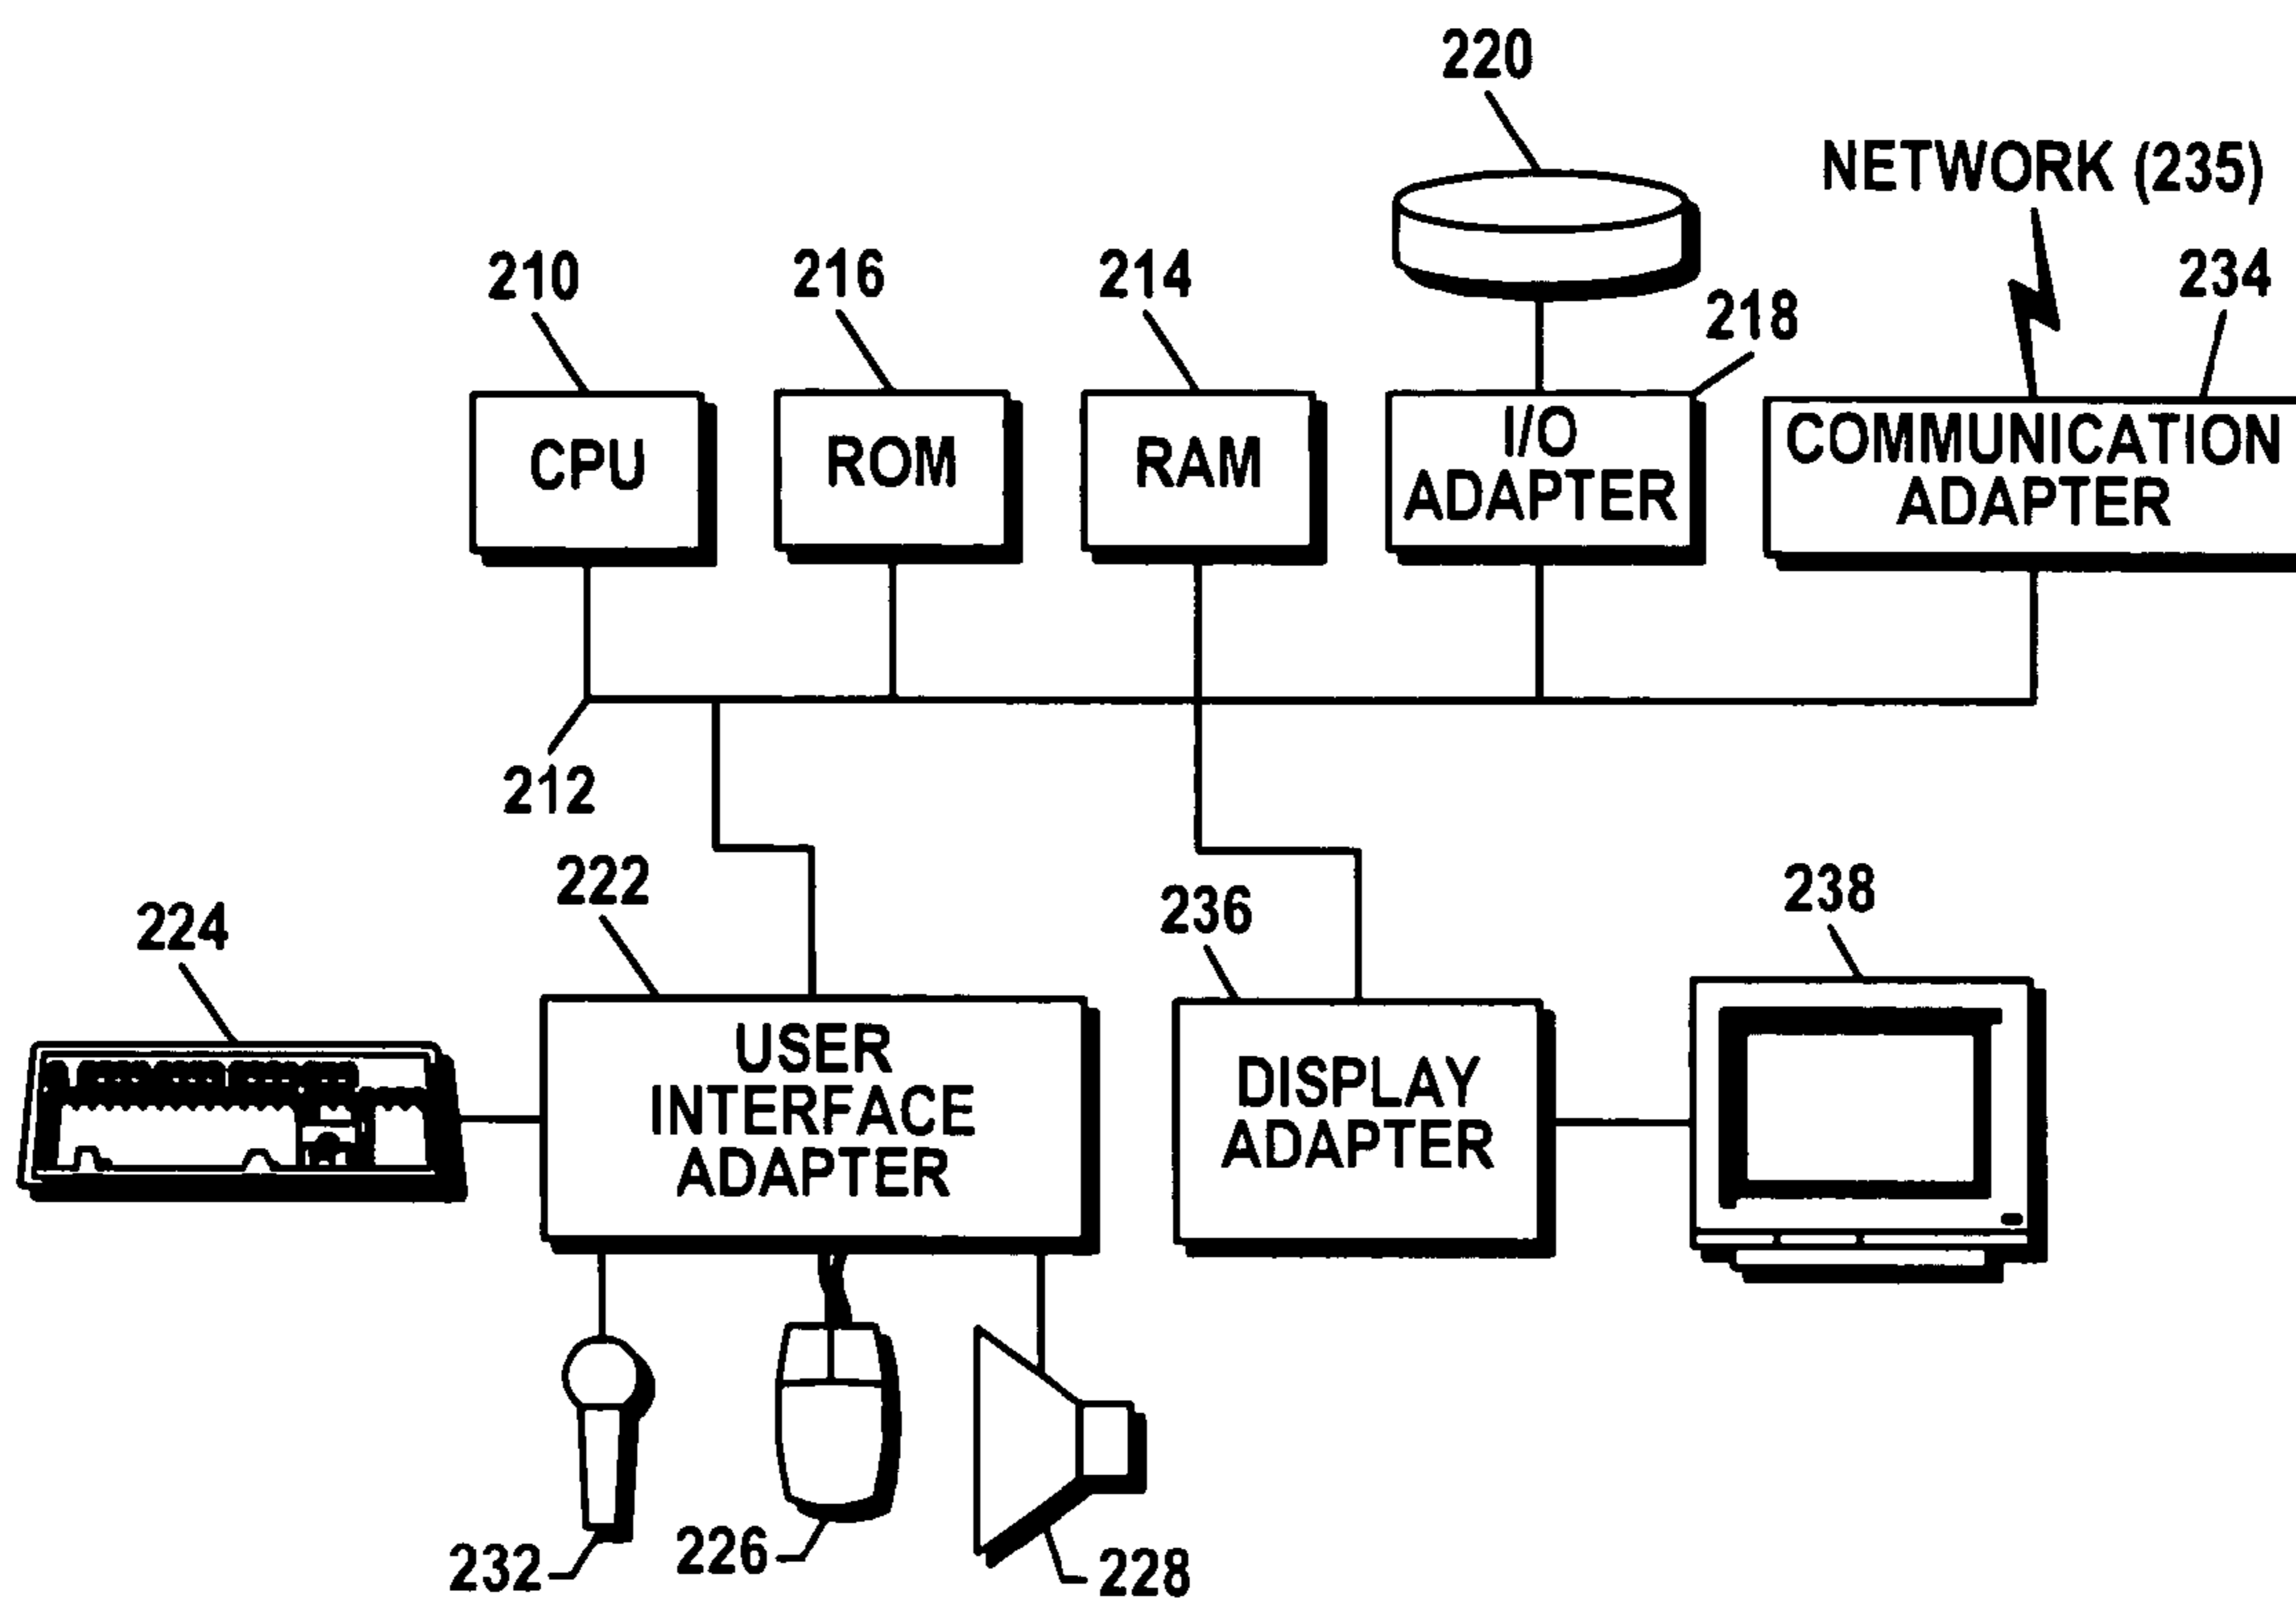 220
NETWORK (235)
210
216
214
218
234
CPU
ROM
RAM
I/O
ADAPTER
COMMUNICATION
ADAPTER
212
222
236
238
224
USER
INTERFACE
ADAPTER
DISPLAY
ADAPTER
232
226
228